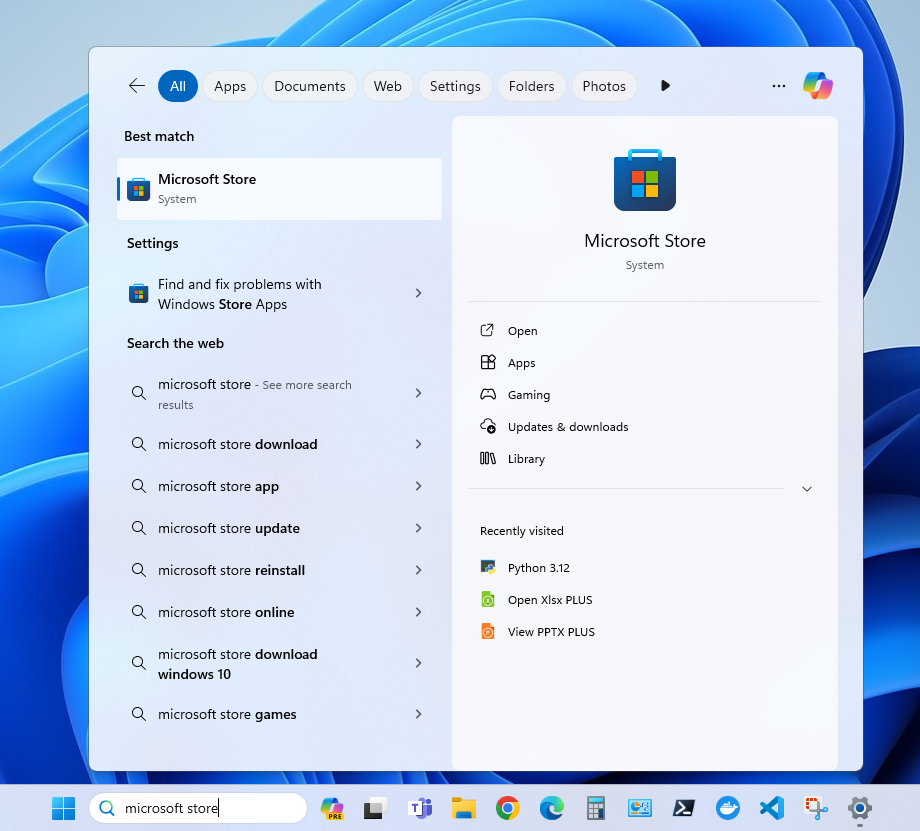 All
Apps
Documents
Web
Settings
Folders
Photos
Best match
Microsoft Store
System
Settings
Find and fix problems with
Windows Store Apps
Search the web
microsoft store - See more search
results
microsoft store download
microsoft store app
microsoft store update
microsoft store reinstall
microsoft store online
microsoft store download
windows 10
microsoft store games
Microsoft Store
System
Open
Apps
Gaming
Updates & downloads
Library
Recently visited
Python 3.12
Open Xlsx PLUS
View PPTX PLUS
microsoft store
PRE
T